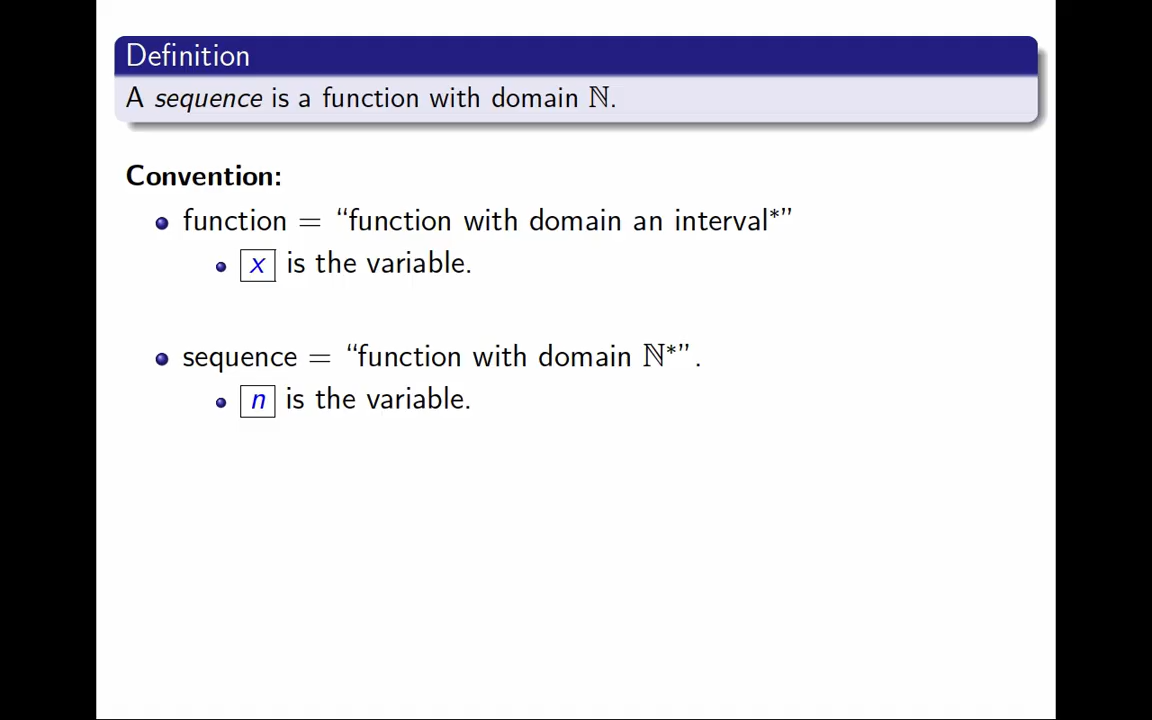 Definition
A sequence is a function with domain ℕ.
Convention:
function = “function with domain an interval*”
x is the variable.
sequence = “function with domain ℕ*”.
n is the variable.